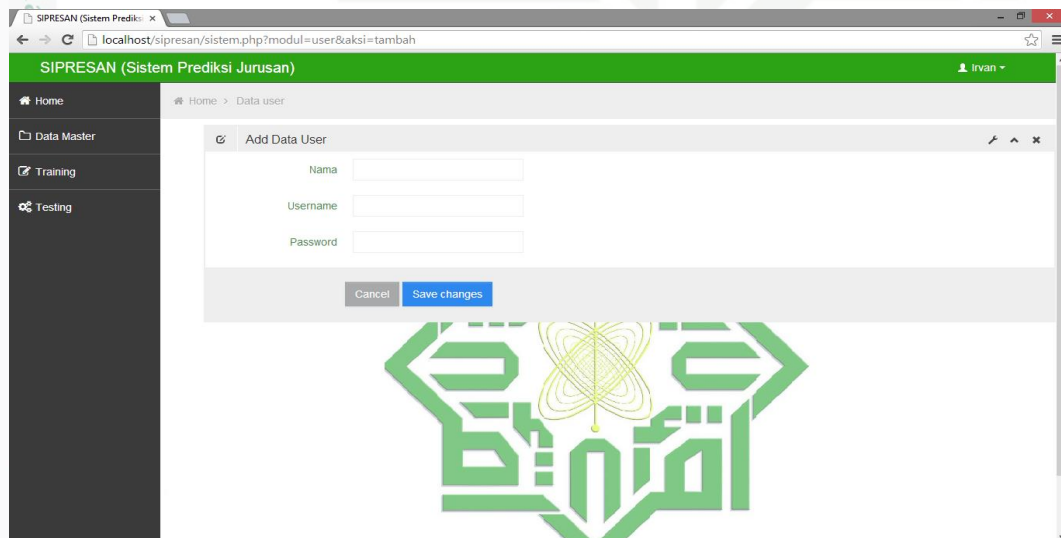 SIPRESAN (Sistem Prediks
localhost/sipresan/sistem.php?modul=user&aksi=tambah
SIPRESAN (Sistem Prediksi Jurusan)
Irvan
Home
Home > Data user
Data Master
Add Data User
Training
Nama
Testing
Username
Password
Cancel
Save changes